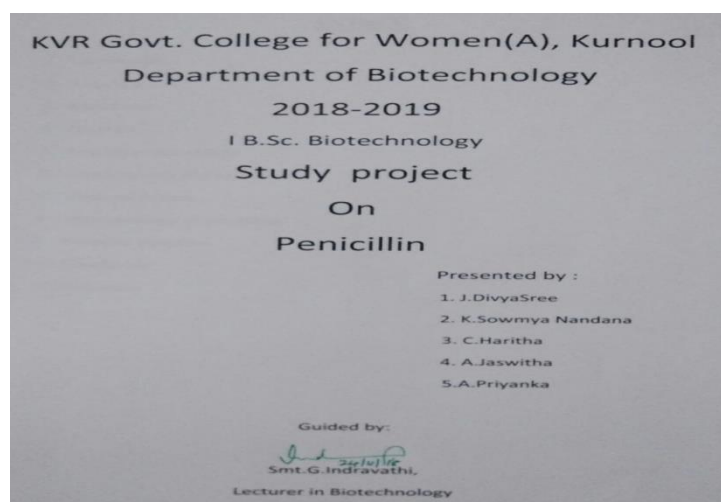 KVR Govt. College for Women(A), Kurnool
Department of Biotechnology
2018-2019
I B.Sc. Biotechnology
Study project
On
Penicillin
Presented by :
1. J.DivyaSree
2. K.Sowmya Nandana
3. C.Haritha
4. A.Jaswitha
5.A.Priyanka
Guided by:
Smt.G.Indravathi,
Lecturer in Biotechnology